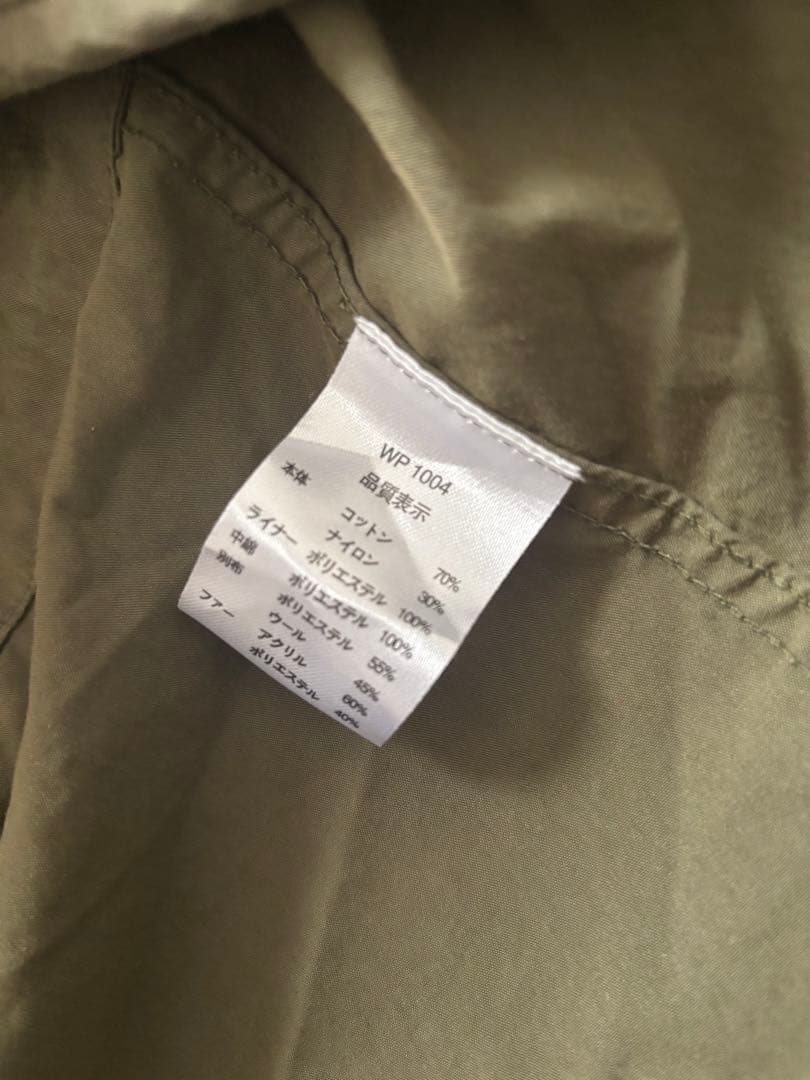 WP 1004
品質表示
本体 コットン 70%
ナイロン 30%
ライナー ポリエステル 100%
中綿 ポリエステル 100%
別布 ポリエステル 55%
ウール 45%
ファー アクリル 60%
ポリエステル 40%